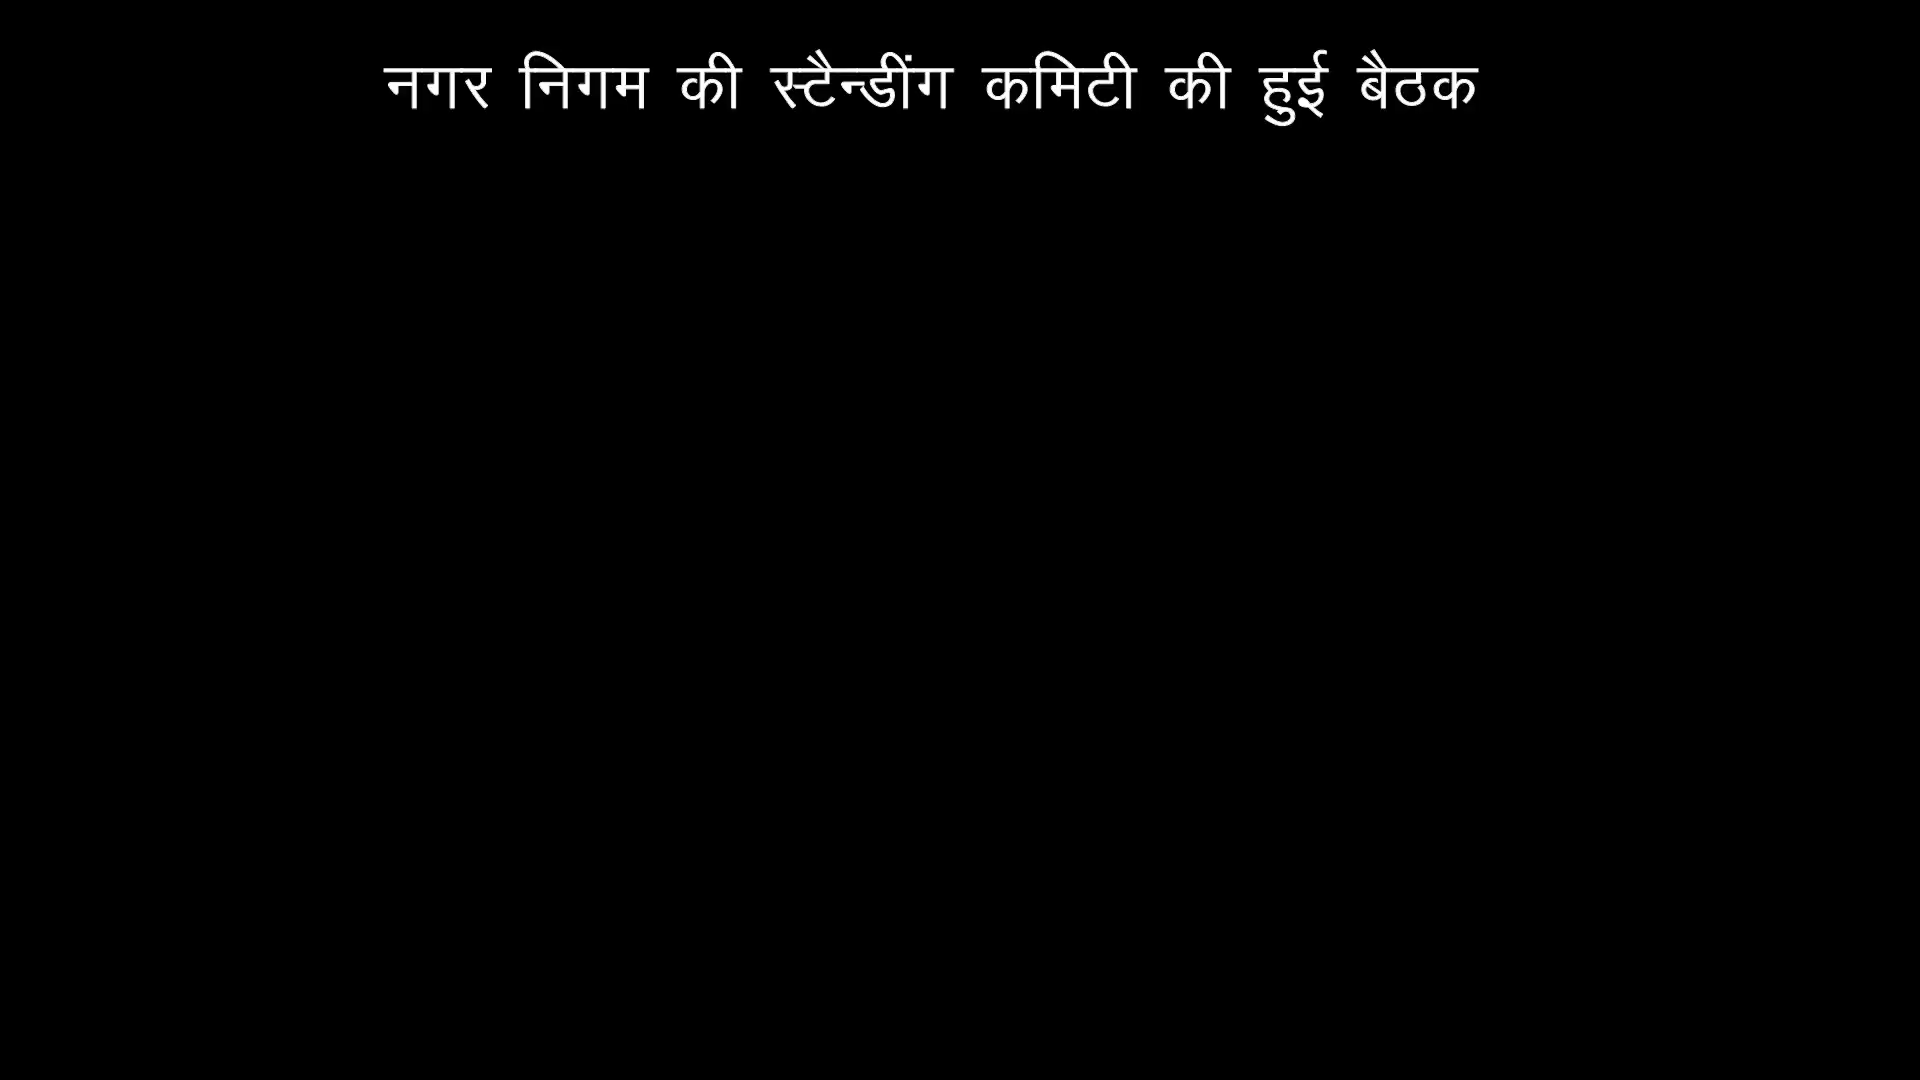 नगर निगम की स्टैन्डींग कमिटी की हुई बैठक